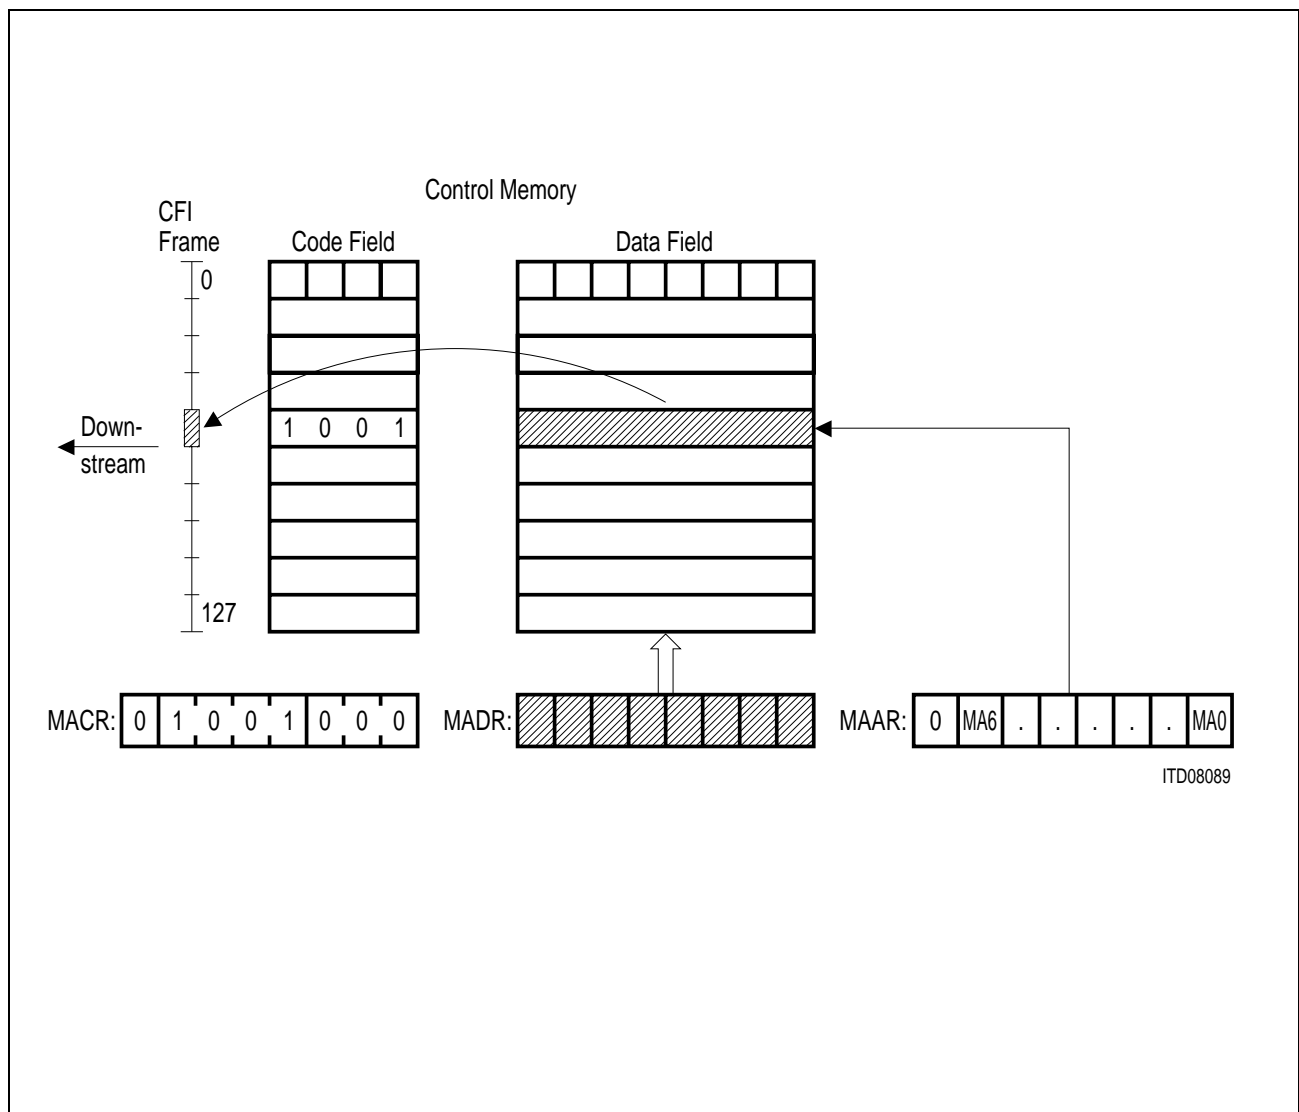 Control Memory
CFI
Frame
Code Field
Data Field
0
1 0 0 1
Down-
stream
127
MACR: 0 1 0 0 1 0 0 0
MADR:
MAAR: 0 MA6 . . . . . MA0
ITD08089